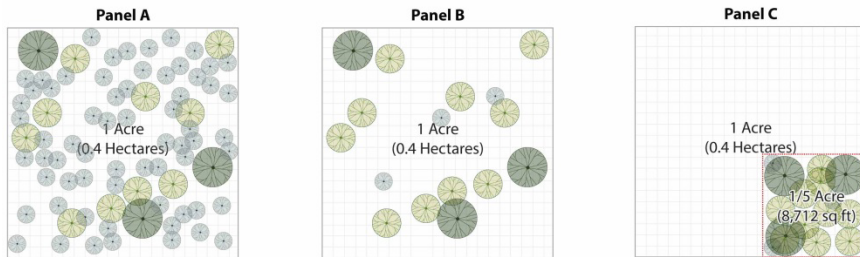 Panel A
1 Acre
(0.4 Hectares)
Panel B
1 Acre
(0.4 Hectares)
Panel C
1 Acre
(0.4 Hectares)
1/5 Acre
(8,712 sq ft)